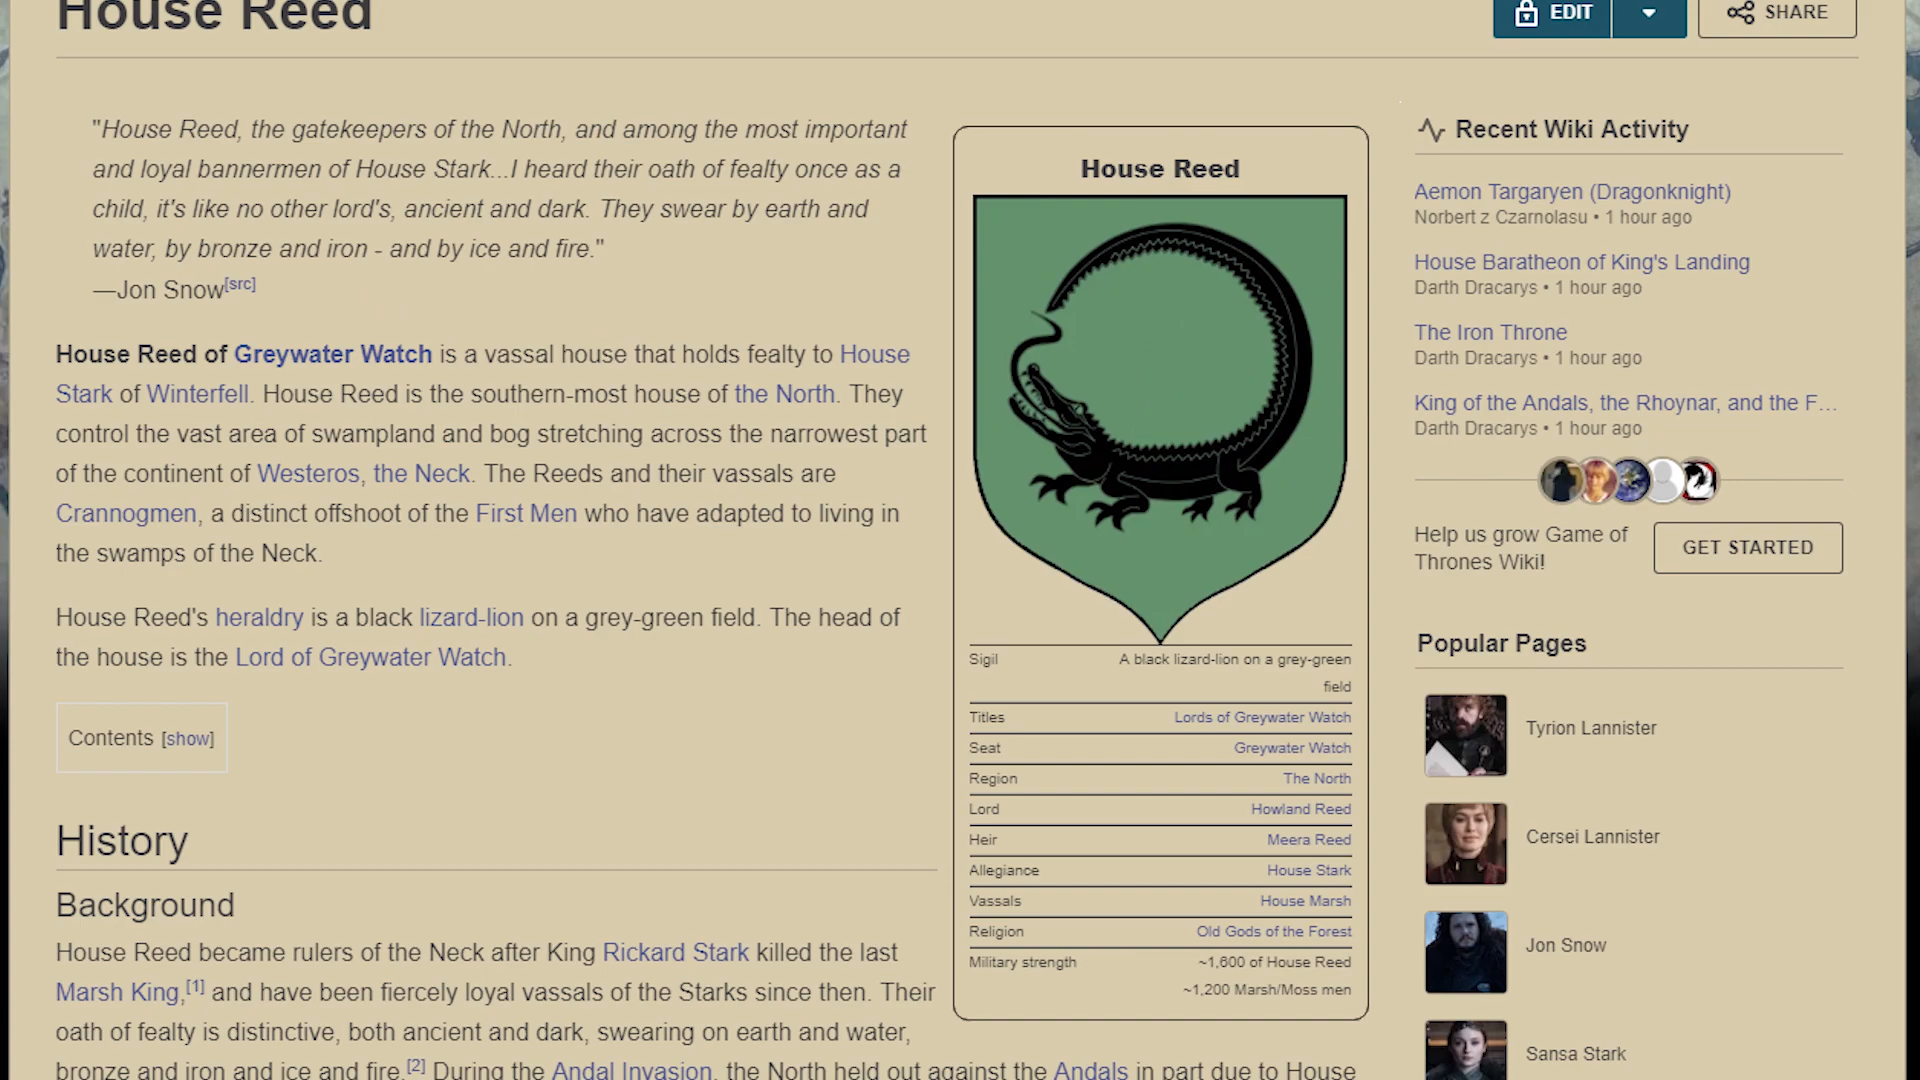 House Reed
EDIT
SHARE
"House Reed, the gatekeepers of the North, and among the most important
and loyal bannermen of House Stark...I heard their oath of fealty once as a
child, it's like no other lord's, ancient and dark. They swear by earth and
water, by bronze and iron - and by ice and fire."
—Jon Snow[src]
House Reed of Greywater Watch is a vassal house that holds fealty to House
Stark of Winterfell. House Reed is the southern-most house of the North. They
control the vast area of swampland and bog stretching across the narrowest part
of the continent of Westeros, the Neck. The Reeds and their vassals are
Crannogmen, a distinct offshoot of the First Men who have adapted to living in
the swamps of the Neck.
House Reed's heraldry is a black lizard-lion on a grey-green field. The head of
the house is the Lord of Greywater Watch.
Contents [show]
History
Background
House Reed became rulers of the Neck after King Rickard Stark killed the last
Marsh King,[1] and have been fiercely loyal vassals of the Starks since then. Their
oath of fealty is distinctive, both ancient and dark, swearing on earth and water,
bronze and iron and ice and fire.[2] During the Andal Invasion, the North held out against the Andals in part due to House
House Reed
Sigil A black lizard-lion on a grey-green
field
Titles Lords of Greywater Watch
Seat Greywater Watch
Region The North
Lord Howland Reed
Heir Meera Reed
Allegiance House Stark
Vassals House Marsh
Religion Old Gods of the Forest
Military strength ~1,600 of House Reed
~1,200 Marsh/Moss men
Recent Wiki Activity
Aemon Targaryen (Dragonknight)
Norbert z Czarnolasu • 1 hour ago
House Baratheon of King's Landing
Darth Dracarys • 1 hour ago
The Iron Throne
Darth Dracarys • 1 hour ago
King of the Andals, the Rhoynar, and the F...
Darth Dracarys • 1 hour ago
Help us grow Game of
Thrones Wiki!
GET STARTED
Popular Pages
Tyrion Lannister
Cersei Lannister
Jon Snow
Sansa Stark